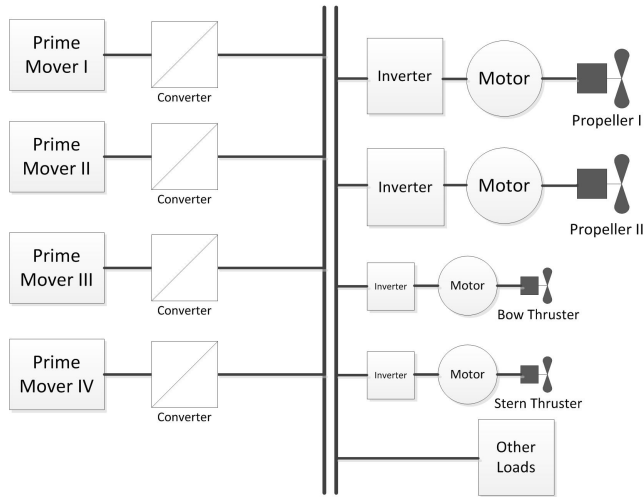 Prime
Mover I
Converter
Prime
Mover II
Converter
Prime
Mover III
Converter
Prime
Mover IV
Converter
Inverter
Motor
Propeller I
Inverter
Motor
Propeller II
Inverter
Motor
Bow Thruster
Inverter
Motor
Stern Thruster
Other
Loads